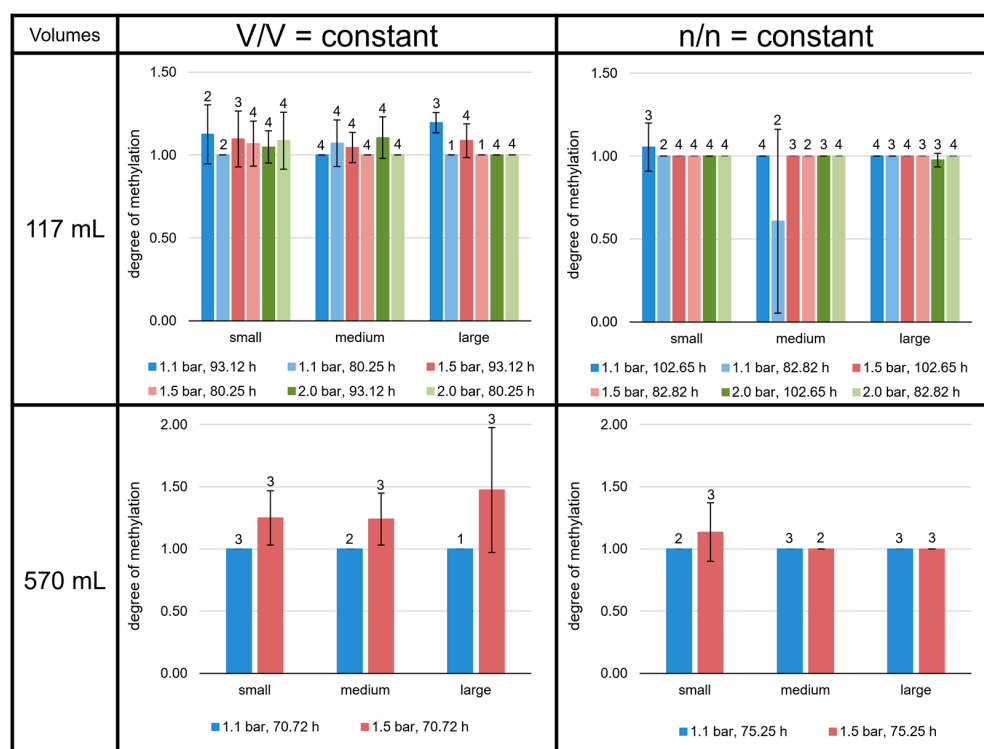 Volumes
V/V = constant
n/n = constant
117 mL
degree of methylation
1.50
1.00
0.50
0.00
2 2 3 4 4 4
4 4 4 4 4 4
3 1 4 1 4 4
small medium large
1.1 bar, 93.12 h 1.1 bar, 80.25 h 1.5 bar, 93.12 h
1.5 bar, 80.25 h 2.0 bar, 93.12 h 2.0 bar, 80.25 h
degree of methylation
1.50
1.00
0.50
0.00
3 2 4 4 4 4
4 2 3 2 3 4
4 3 4 3 3 4
small medium large
1.1 bar, 102.65 h 1.1 bar, 82.82 h 1.5 bar, 102.65 h
1.5 bar, 82.82 h 2.0 bar, 102.65 h 2.0 bar, 82.82 h
570 mL
degree of methylation
2.00
1.50
1.00
0.50
0.00
3 3
2 3
1 3
small medium large
1.1 bar, 70.72 h 1.5 bar, 70.72 h
degree of methylation
2.00
1.50
1.00
0.50
0.00
2 3
3 2
3 3
small medium large
1.1 bar, 75.25 h 1.5 bar, 75.25 h